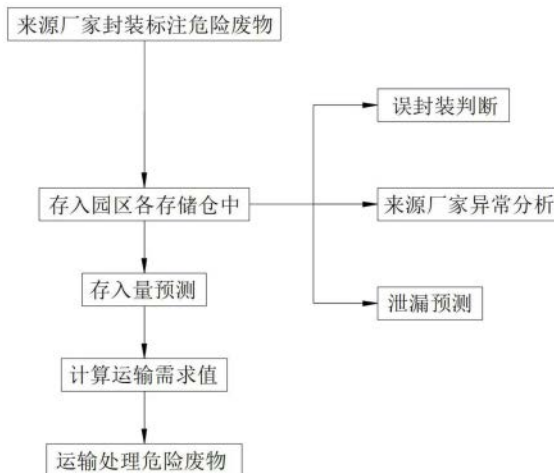 来源厂家封装标注危险废物
误封装判断
存入园区各存储仓中
来源厂家异常分析
存入量预测
泄漏预测
计算运输需求值
运输处理危险废物